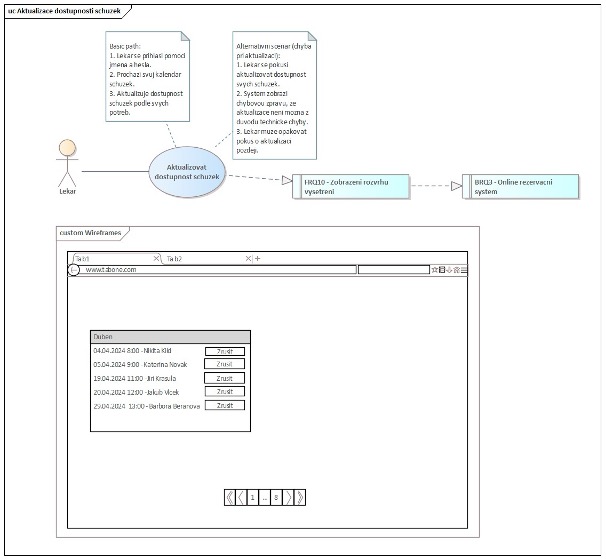 uc Aktualizace dostupnosti schuzek
Basic path:
1. Lekar se prihlasi pomoci
jmena a hesla.
2. Prochazi svuj kalendar
schuzek.
3. Aktualizuje dostupnost
schuzek podle svych
potreb.
Alternativni scenar (chyba
pri aktualizaci):
1. Lekar se pokusi
aktualizovat dostupnost
svych schuzek.
2. System zobrazi
chybovou zpravu, ze
aktualizace neni mozna z
duvodu technicke chyby.
3. Lekar muze opakovat
pokus o aktualizaci
pozdeji.
Lekar
Aktualizovat
dostupnost schuzek
FRQ10 - Zobrazeni rozvrhu
vysetreni
BRQ3 - Online rezervacni
system
custom Wireframes
Tab1
Tab2
www.tabone.com
Duben
04.04.2024 8:00 - Nikita Kliki Zrusit
05.04.2024 9:00 - Katerina Novak Zrusit
19.04.2024 11:00 - Jiri Krasula Zrusit
20.04.2024 12:00 - Jakub Vlcek Zrusit
29.04.2024 13:00 - Barbora Beranova Zrusit
1 ... 8